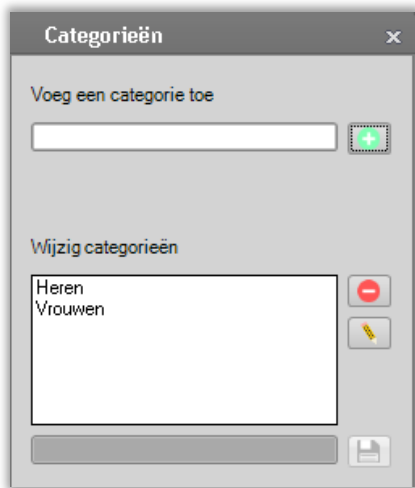 Categorieën
Voeg een categorie toe
Wijzig categorieën
Heren
Vrouwen